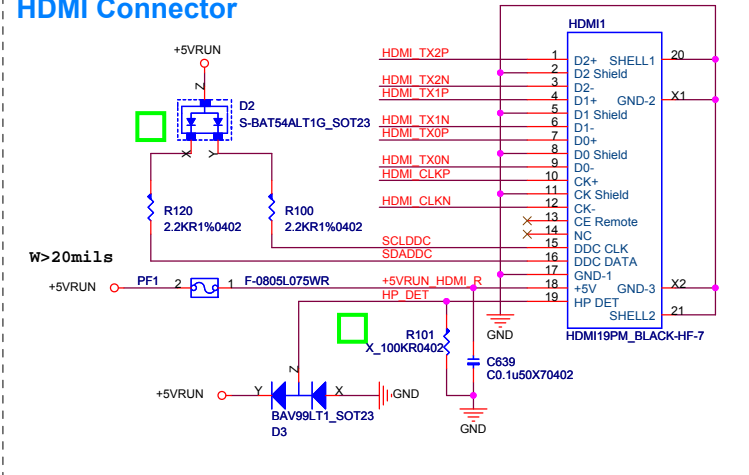 HDMI Connector
HDMI1
+5VRUN
HDMI_TX2P
1
D2+
SHELL1
20
2
D2 Shield
HDMI_TX2N
3
D2-
HDMI_TX1P
4
D1+
GND-2
X1
5
D1 Shield
HDMI_TX1N
6
D1-
HDMI_TX0P
7
D0+
8
D0 Shield
HDMI_TX0N
9
D0-
HDMI_CLKP
10
CK+
11
CK Shield
HDMI_CLKN
12
CK-
13
CE Remote
14
NC
SCLDDC
15
DDC CLK
SDADDC
16
DDC DATA
17
GND-1
+5VRUN_HDMI_R
18
+5V
GND-3
X2
HP_DET
19
HP DET
SHELL2
21
HDMI19PM_BLACK-HF-7
Z
D2
S-BAT54ALT1G_SOT23
X
Y
R120
2.2KR1%0402
R100
2.2KR1%0402
W>20mils
+5VRUN
PF1
2
1
F-0805L075WR
GND
R101
X_100KR0402
C639
C0.1u50X70402
Z
+5VRUN
Y
X
GND
BAV99LT1_SOT23
D3
GND